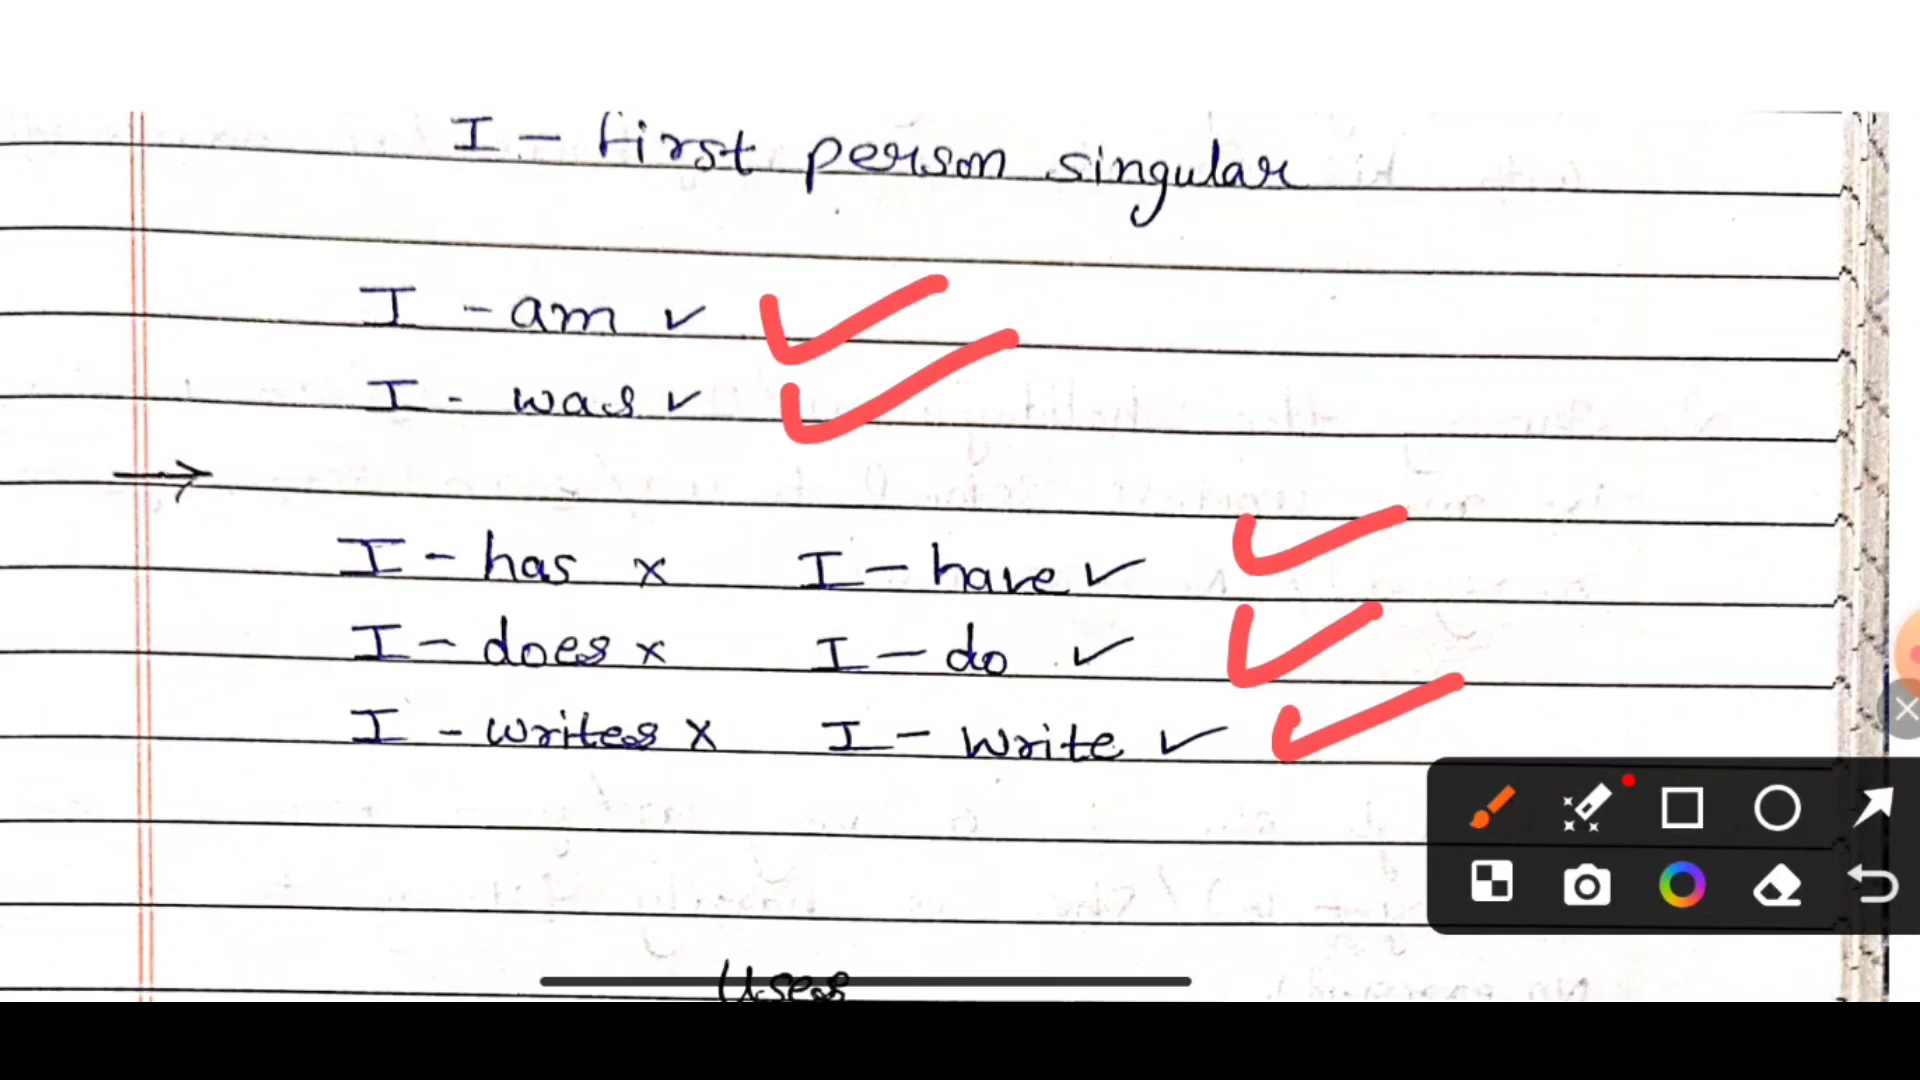 I - First person singular
I - am ✓
I - was ✓
→
I - has × I - have ✓
I - does × I - do ✓
I - writes × I - write ✓
Uses